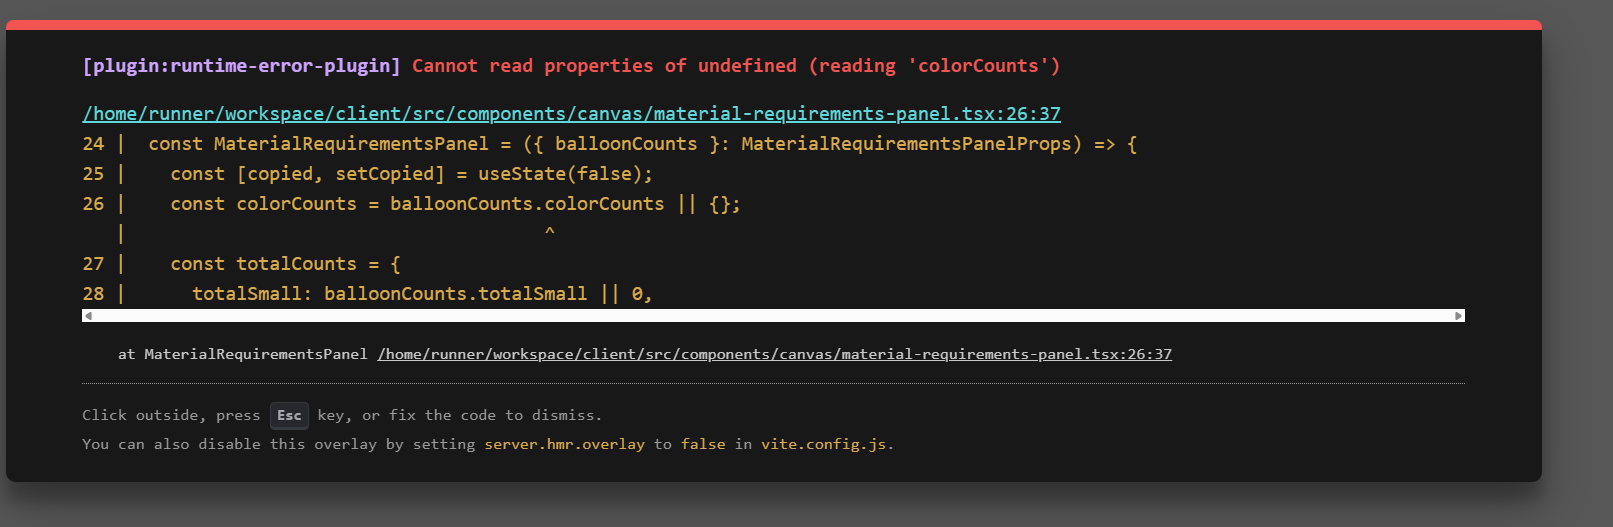 [plugin:runtime-error-plugin] Cannot read properties of undefined (reading 'colorCounts')
/home/runner/workspace/client/src/components/canvas/material-requirements-panel.tsx:26:37
24 |  const MaterialRequirementsPanel = ({ balloonCounts }: MaterialRequirementsPanelProps) => {
25 |    const [copied, setCopied] = useState(false);
26 |    const colorCounts = balloonCounts.colorCounts || {};
   |                                      ^
27 |    const totalCounts = {
28 |      totalSmall: balloonCounts.totalSmall || 0,
at MaterialRequirementsPanel /home/runner/workspace/client/src/components/canvas/material-requirements-panel.tsx:26:37
Click outside, press Esc key, or fix the code to dismiss.
You can also disable this overlay by setting server.hmr.overlay to false in vite.config.js.